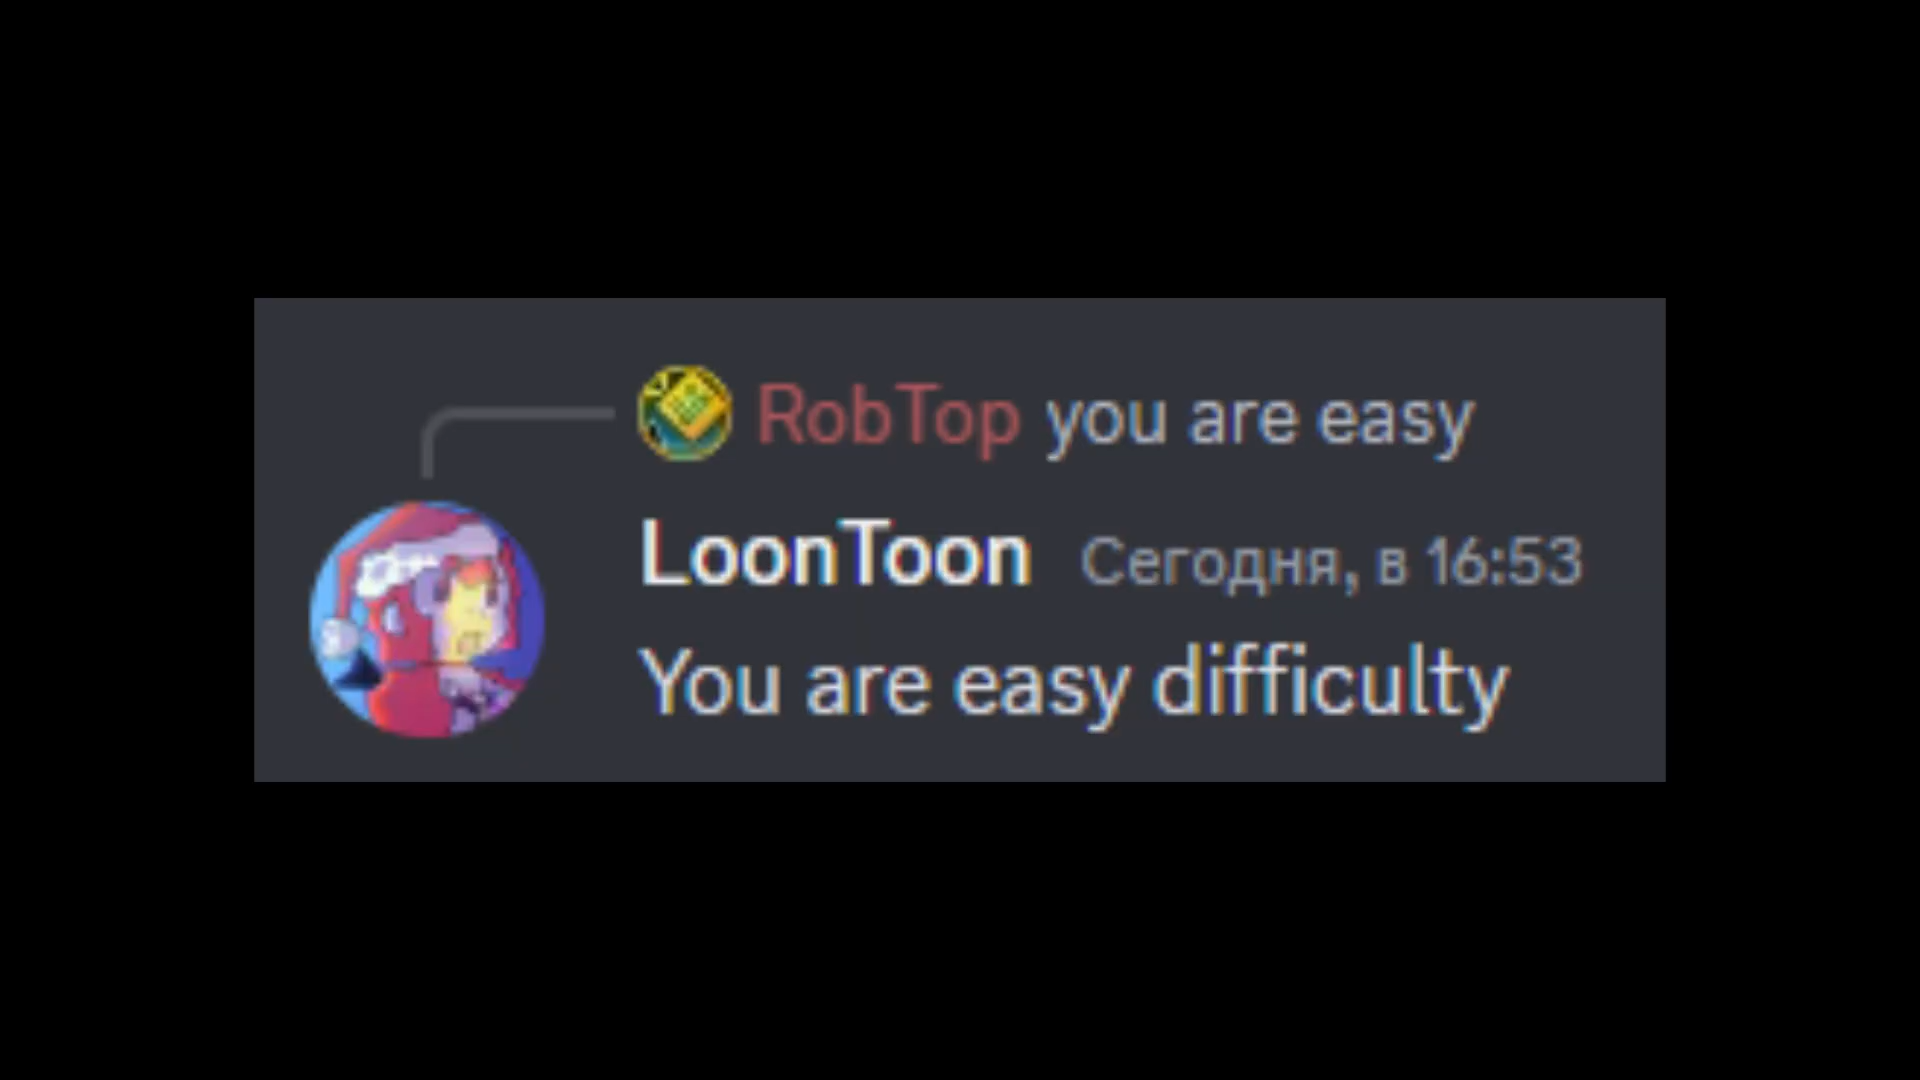 RobTop you are easy
LoonToon Сегодня, в 16:53
You are easy difficulty